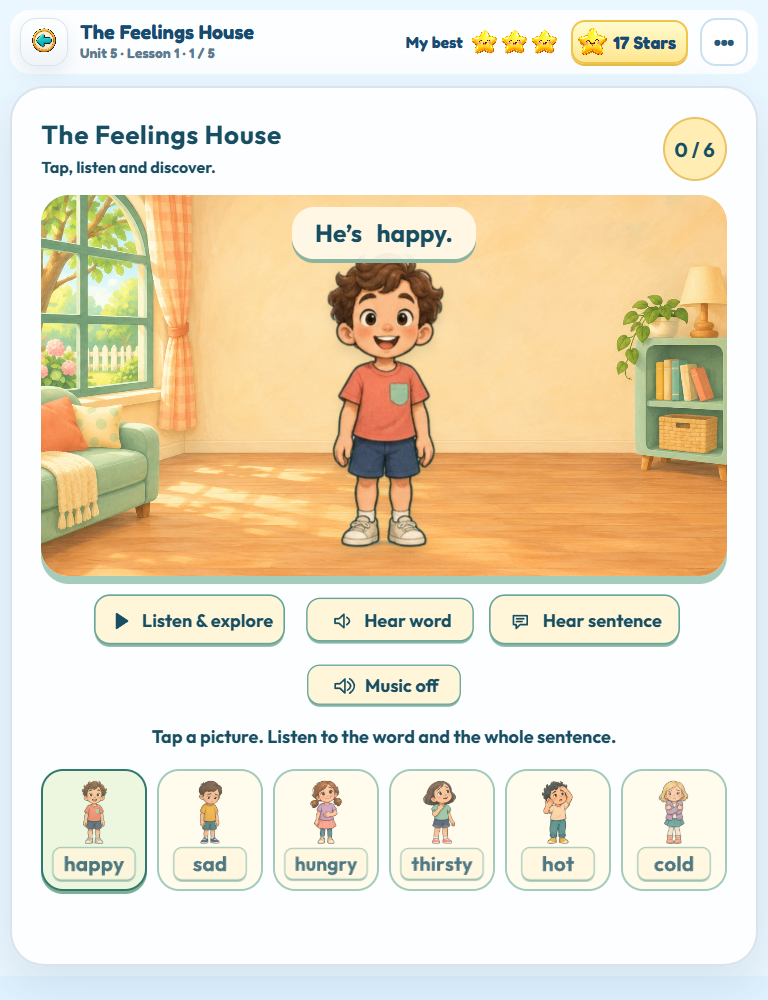 The Feelings House
Unit 5 · Lesson 1 · 1 / 5
My best
17 Stars
The Feelings House
Tap, listen and discover.
0 / 6
He’s happy.
Listen & explore
Hear word
Hear sentence
Music off
Tap a picture. Listen to the word and the whole sentence.
happy
sad
hungry
thirsty
hot
cold